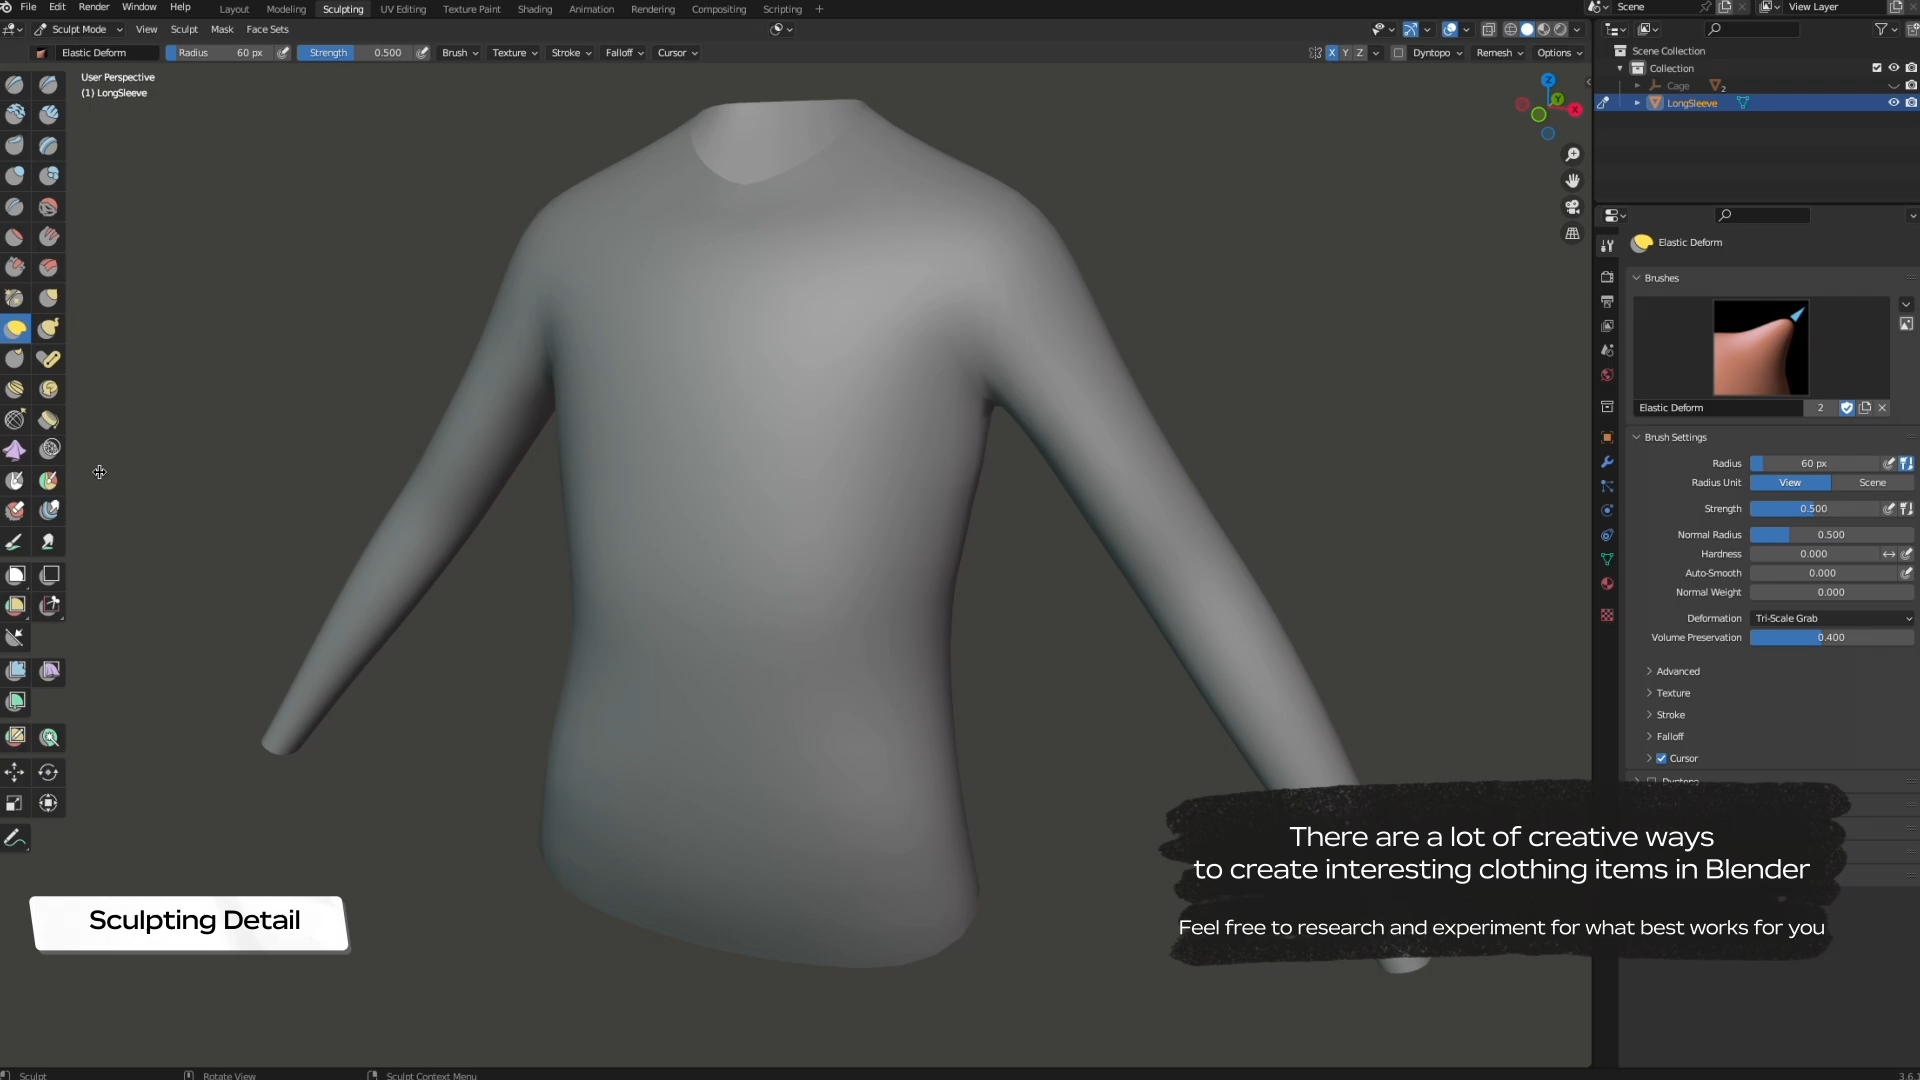 File Edit Render Window Help Layout Modeling Sculpting UV Editing Texture Paint Shading Animation Rendering Compositing Scripting + Scene View Layer
Sculpt Mode View Sculpt Mask Face Sets
Elastic Deform Radius 60 px Strength 0.500 Brush Texture Stroke Falloff Cursor X Y Z Dyntopo Remesh Options
User Perspective
(1) LongSleeve
Scene Collection
Collection
Cage 2
LongSleeve
Z
Y
X
Elastic Deform
Brushes
Elastic Deform 2
Brush Settings
Radius 60 px
Radius Unit View Scene
Strength 0.500
Normal Radius 0.500
Hardness 0.000
Auto-Smooth 0.000
Normal Weight 0.000
Deformation Tri-Scale Grab
Volume Preservation 0.400
Advanced
Texture
Stroke
Falloff
Cursor
Dyntopo
There are a lot of creative ways
to create interesting clothing items in Blender
Feel free to research and experiment for what best works for you
Sculpting Detail
Sculpt Rotate View Sculpt Context Menu